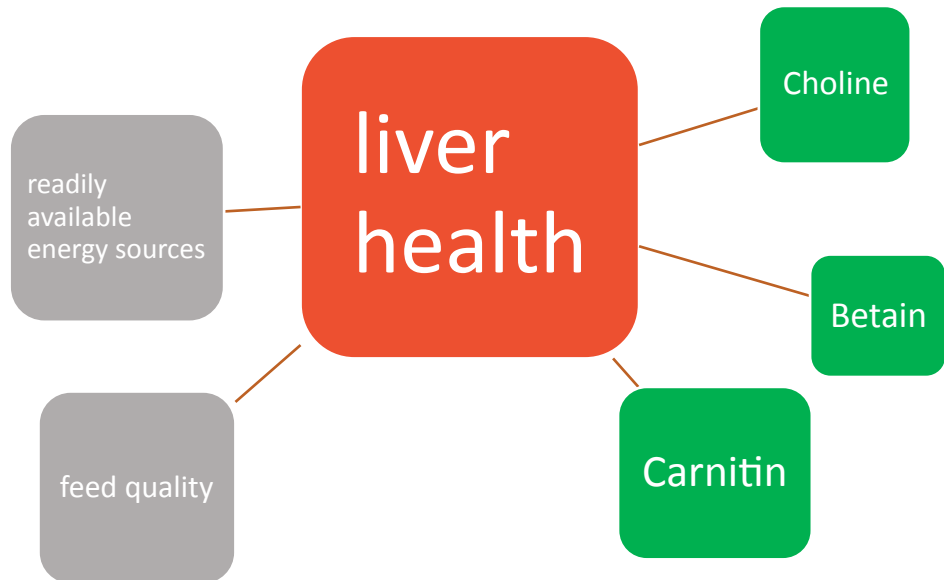 liver
health
Choline
readily
available
energy sources
Betain
Carnitin
feed quality